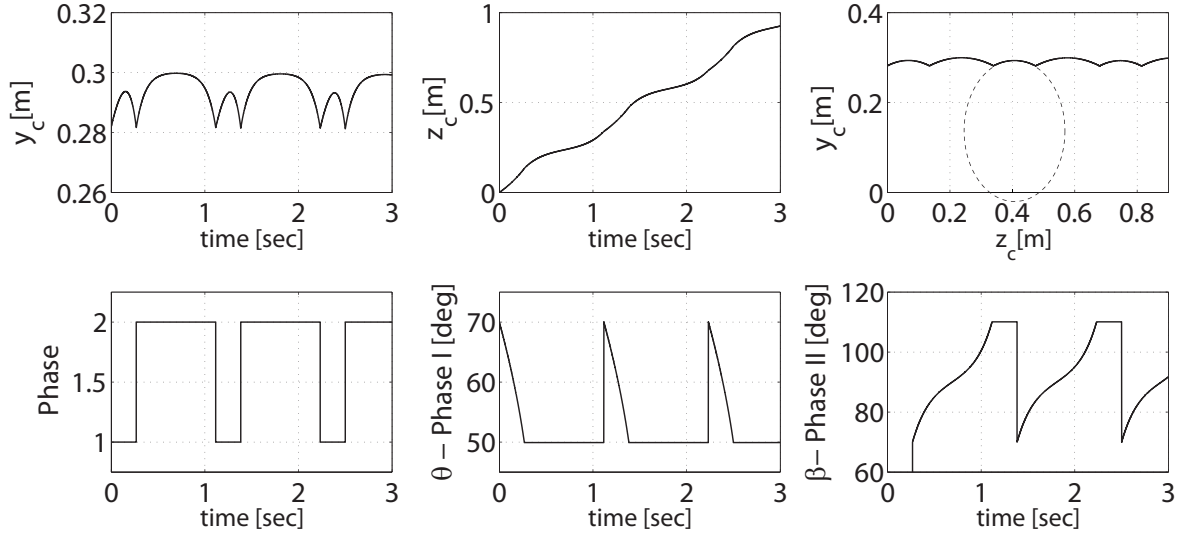 0.32
0.3
0.28
0.26
y_c[m]
0 1 2 3
time [sec]
1
0.5
0
z_c[m]
0 1 2 3
time [sec]
0.4
0.2
0
y_c[m]
0 0.2 0.4 0.6 0.8
z_c[m]
2
1.5
1
Phase
0 1 2 3
time [sec]
70
60
50
θ − Phase I [deg]
0 1 2 3
time [sec]
120
100
80
60
β− Phase II [deg]
0 1 2 3
time [sec]